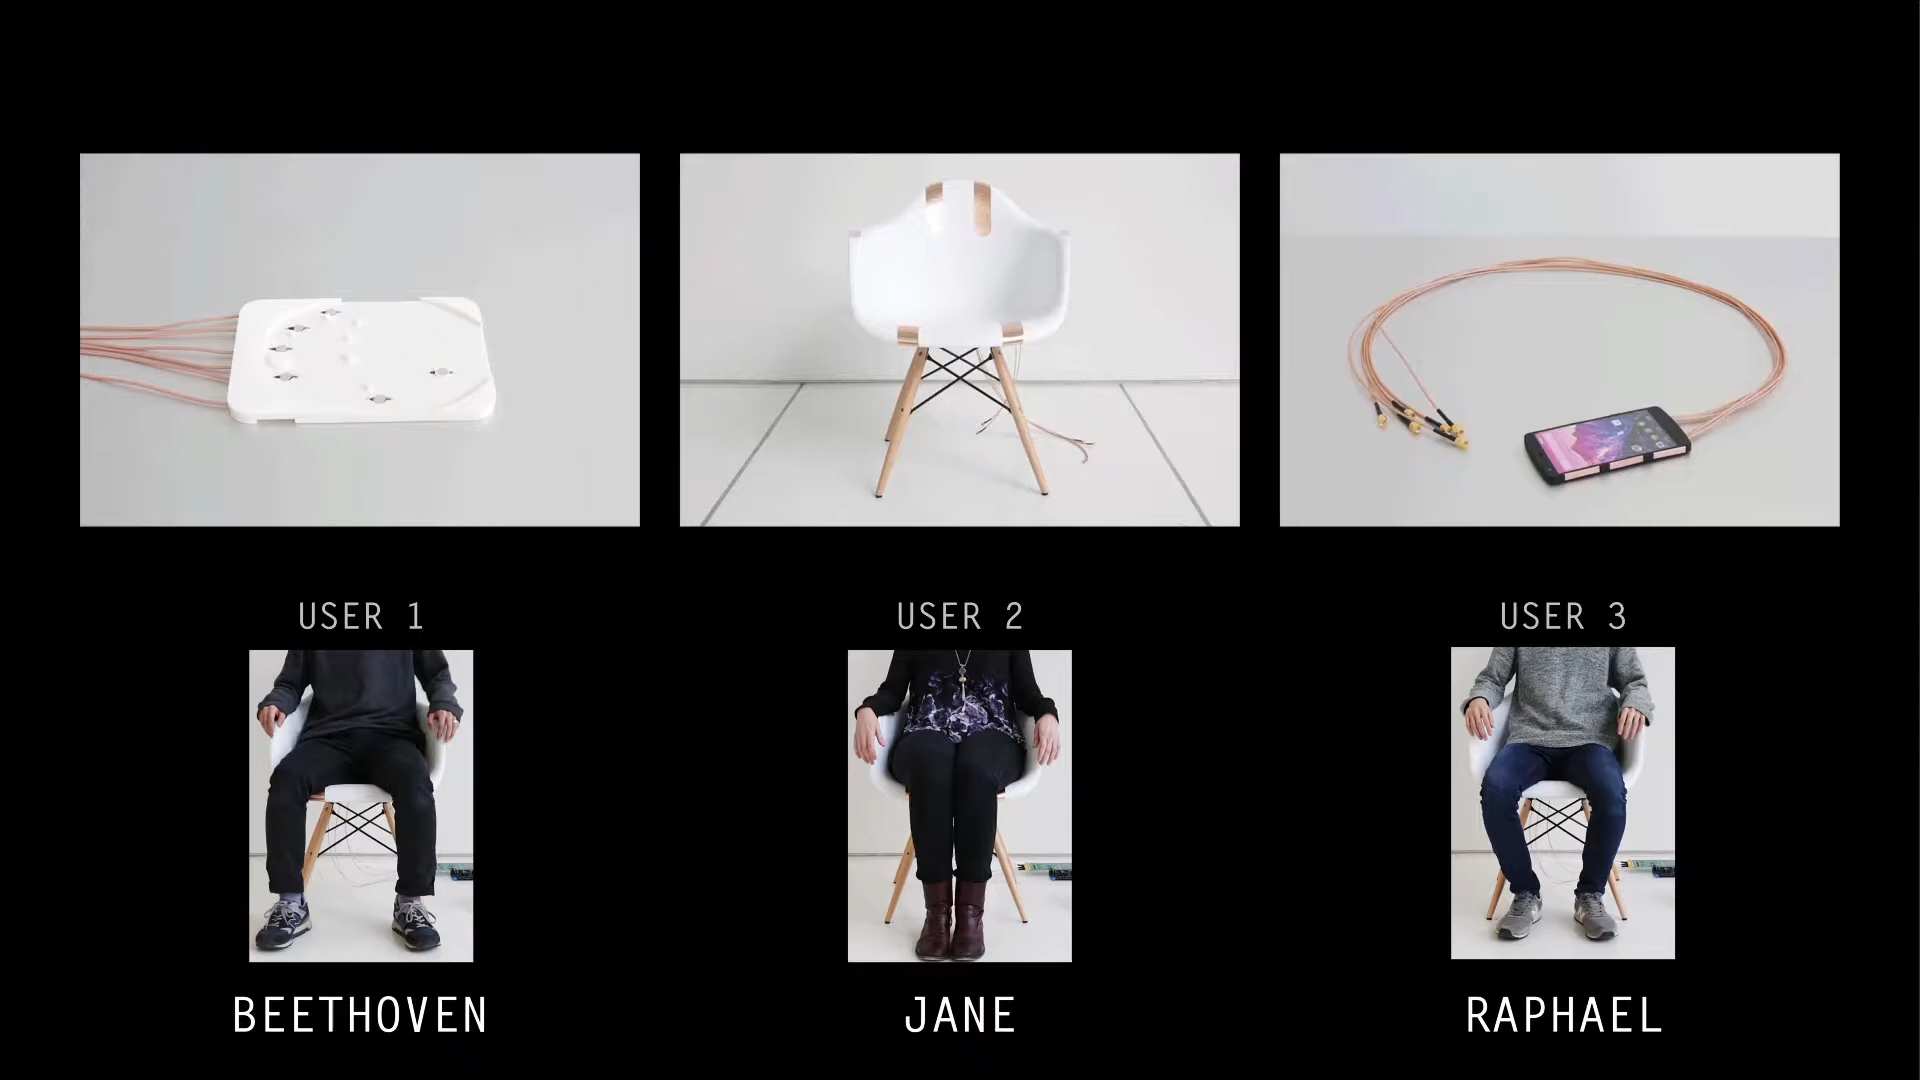 USER 1
USER 2
USER 3
BEETHOVEN
JANE
RAPHAEL